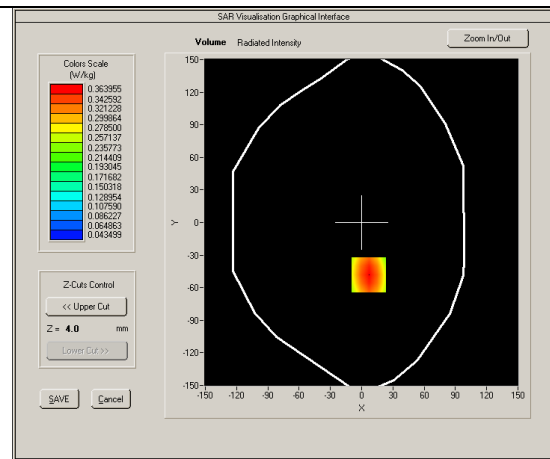 SAR Visualisation Graphical Interface
Volume Radiated Intensity
Zoom In/Out
Colors Scale
(W/kg)
0.363955
0.342592
0.321228
0.299864
0.278500
0.257137
0.235773
0.214409
0.193045
0.171682
0.150318
0.128954
0.107590
0.086227
0.064863
0.043499
Z-Cuts Control
<< Upper Cut
Z = 4.0 mm
Lower Cut >>
SAVE Cancel
Y
150
120
90
60
30
0
-30
-60
-90
-120
-150
-150 -120 -90 -60 -30 0 30 60 90 120 150
X